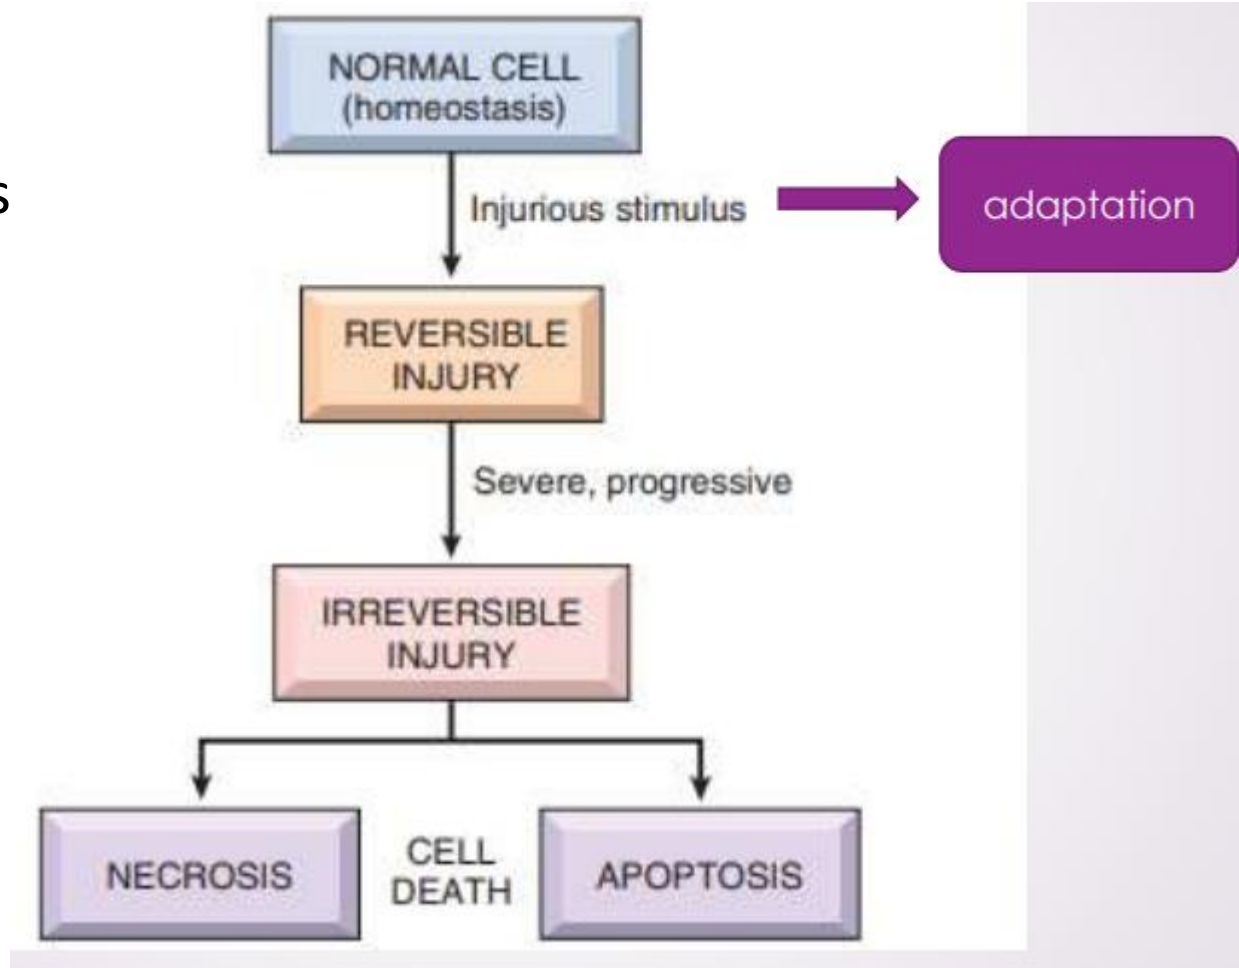 NORMAL CELL
(homeostasis)
s
Injurious stimulus
adaptation
REVERSIBLE
INJURY
Severe, progressive
IRREVERSIBLE
INJURY
NECROSIS
CELL
DEATH
APOPTOSIS